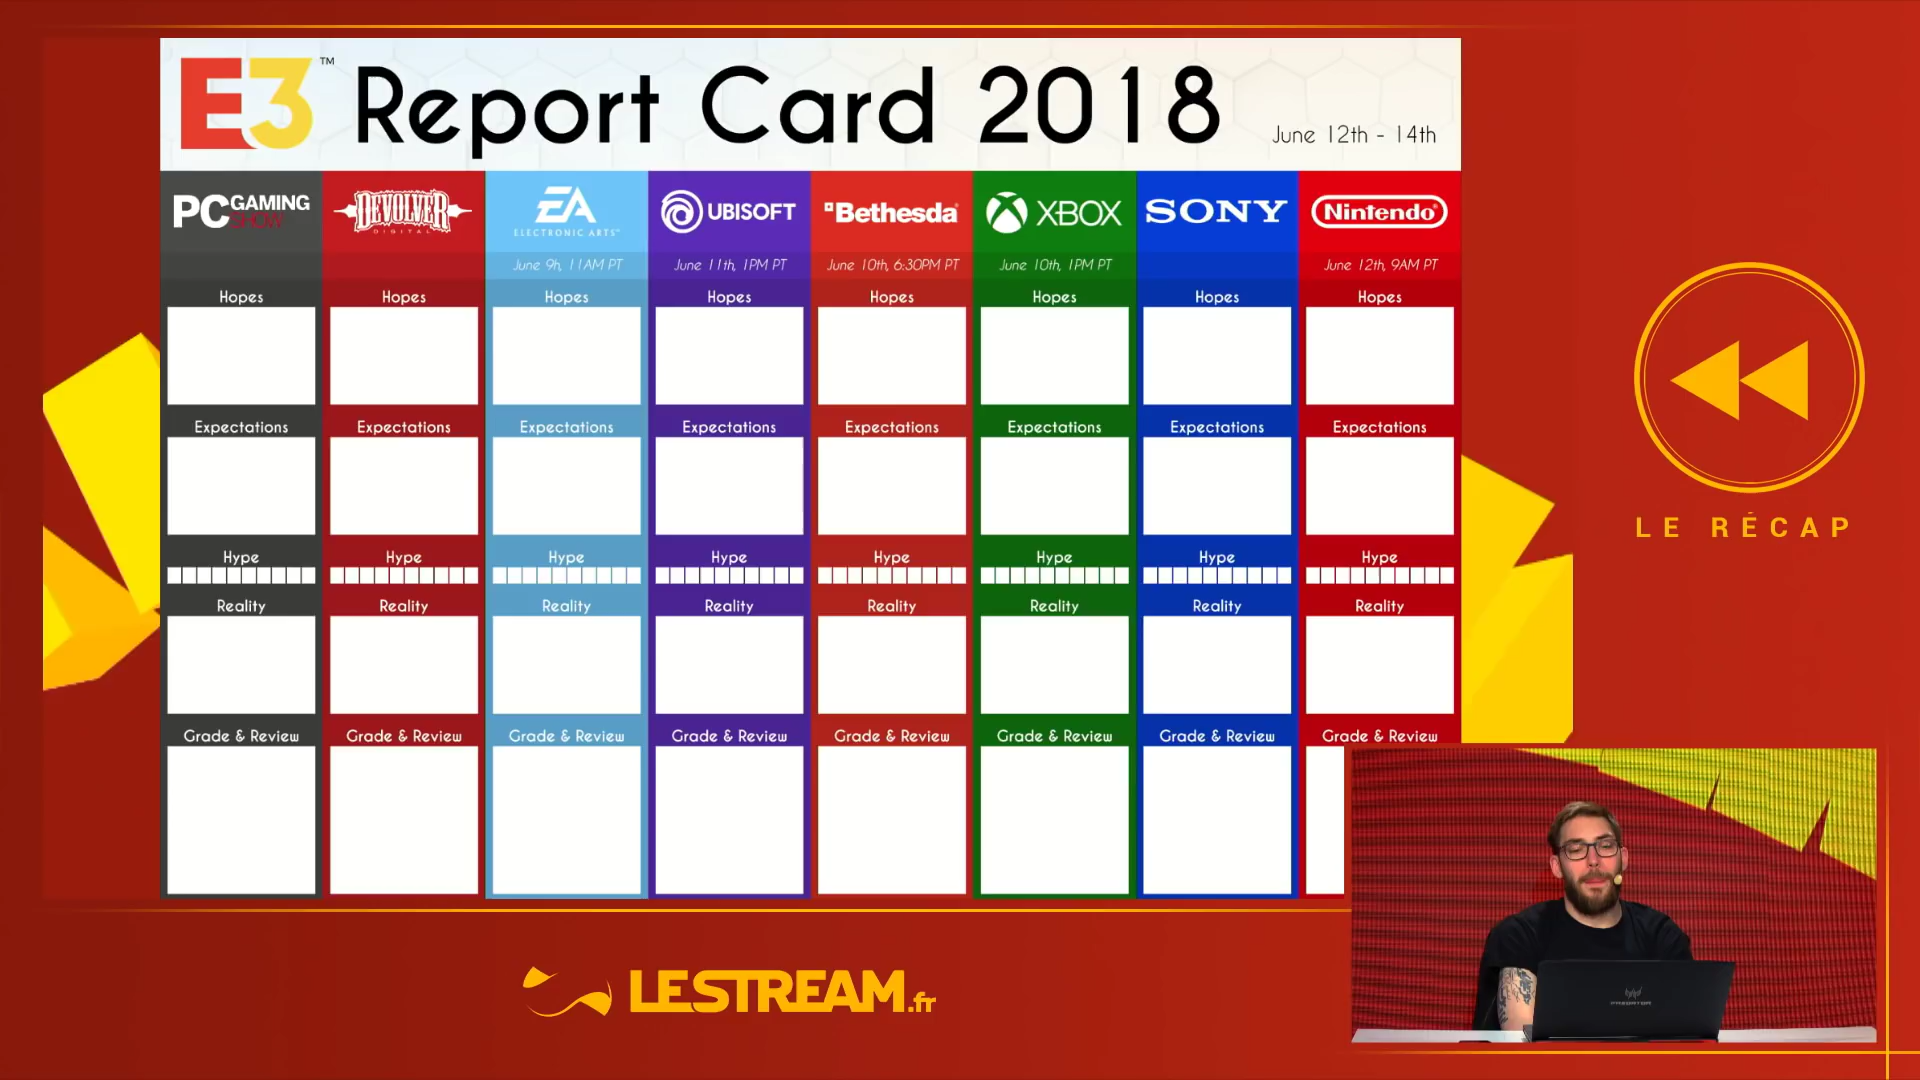 E3™ Report Card 2018 June 12th - 14th
PC GAMING SHOW
DEVOLVER DIGITAL
EA ELECTRONIC ARTS™
UBISOFT
Bethesda
XBOX
SONY
Nintendo
June 9h, 11AM PT
June 11th, 1PM PT
June 10th, 6:30PM PT
June 10th, 1PM PT
June 12th, 9AM PT
Hopes Hopes Hopes Hopes Hopes Hopes Hopes Hopes
Expectations Expectations Expectations Expectations Expectations Expectations Expectations Expectations
Hype Hype Hype Hype Hype Hype Hype Hype
Reality Reality Reality Reality Reality Reality Reality Reality
Grade & Review Grade & Review Grade & Review Grade & Review Grade & Review Grade & Review Grade & Review Grade & Review
LE RÉCAP
LESTREAM.fr